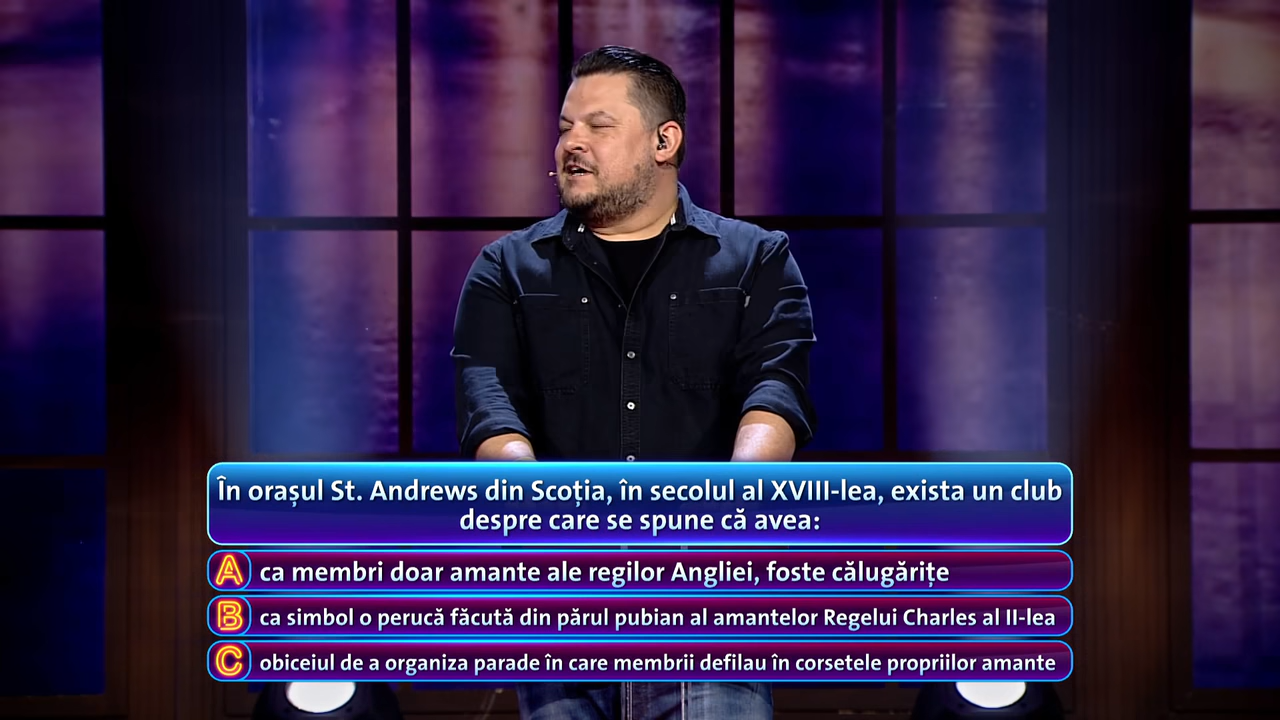 În orașul St. Andrews din Scoția, în secolul al XVIII-lea, exista un club
despre care se spune că avea:
A ca membri doar amante ale regilor Angliei, foste călugărițe
B ca simbol o perucă făcută din părul pubian al amantelor Regelui Charles al II-lea
C obiceiul de a organiza parade în care membrii defilau în corsetele propriilor amante